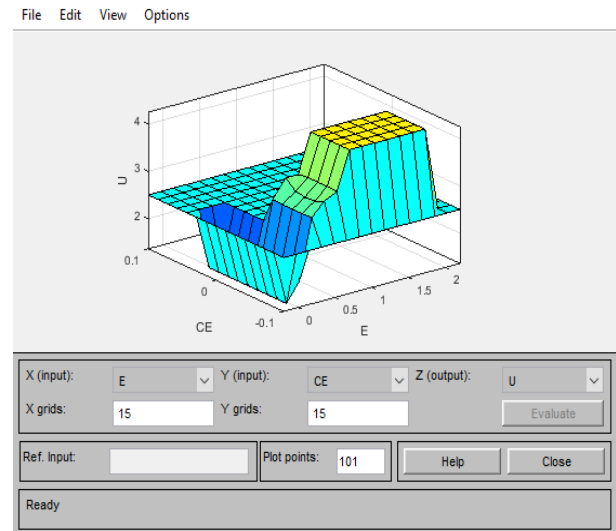 File Edit View Options
4
3
2
U
0.1
0
-0.1
CE
0
0.5
1
1.5
2
E
X (input): E Y (input): CE Z (output): U
X grids: 15 Y grids: 15 Evaluate
Ref. Input: Plot points: 101 Help Close
Ready